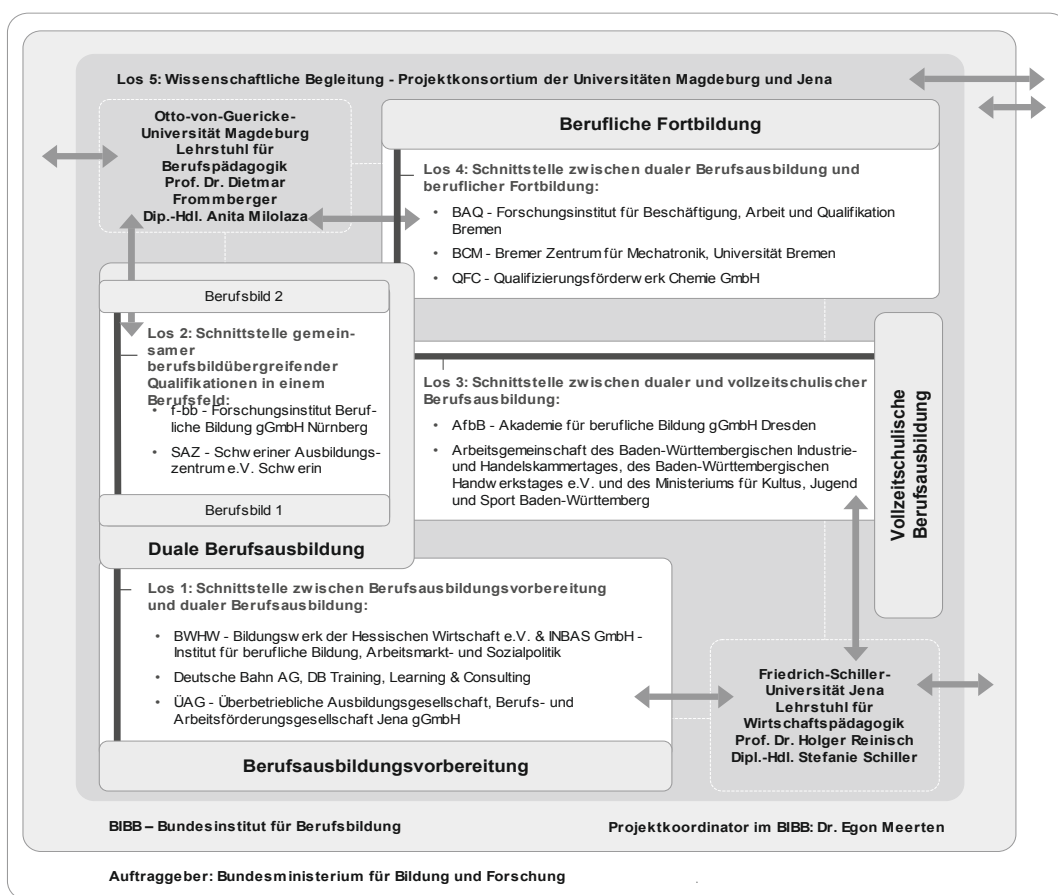 Los 5: Wissenschaftliche Begleitung - Projektkonsortium der Universitäten Magdeburg und Jena
Otto-von-Guericke-
Universität Magdeburg
Lehrstuhl für
Berufspädagogik
Prof. Dr. Dietmar
Frommberger
Dip.-Hdl. Anita Milolaza
Berufliche Fortbildung
Los 4: Schnittstelle zwischen dualer Berufsausbildung und
beruflicher Fortbildung:
• BAQ - Forschungsinstitut für Beschäftigung, Arbeit und Qualifikation
Bremen
• BCM - Bremer Zentrum für Mechatronik, Universität Bremen
• QFC - Qualifizierungsförderwerk Chemie GmbH
Berufsbild 2
Los 2: Schnittstelle gemein-
samer
berufsbildübergreifender
Qualifikationen in einem
Berufsfeld:
• f-bb - Forschungsinstitut Beruf-
liche Bildung gGmbH Nürnberg
• SAZ - Schweriner Ausbildungs-
zentrum e.V. Schwerin
Berufsbild 1
Duale Berufsausbildung
Los 3: Schnittstelle zwischen dualer und vollzeitschulischer
Berufsausbildung:
• AfbB - Akademie für berufliche Bildung gGmbH Dresden
• Arbeitsgemeinschaft des Baden-Württembergischen Industrie-
und Handelskammertages, des Baden-Württembergischen
Handwerkstages e.V. und des Ministeriums für Kultus, Jugend
und Sport Baden-Württemberg
Vollzeitschulische
Berufsausbildung
Los 1: Schnittstelle zwischen Berufsausbildungsvorbereitung
und dualer Berufsausbildung:
• BWHW - Bildungswerk der Hessischen Wirtschaft e.V. & INBAS GmbH -
Institut für berufliche Bildung, Arbeitsmarkt- und Sozialpolitik
• Deutsche Bahn AG, DB Training, Learning & Consulting
• ÜAG - Überbetriebliche Ausbildungsgesellschaft, Berufs- und
Arbeitsförderungsgesellschaft Jena gGmbH
Berufsausbildungsvorbereitung
Friedrich-Schiller-
Universität Jena
Lehrstuhl für
Wirtschaftspädagogik
Prof. Dr. Holger Reinisch
Dipl.-Hdl. Stefanie Schiller
BIBB – Bundesinstitut für Berufsbildung
Projektkoordinator im BIBB: Dr. Egon Meerten
Auftraggeber: Bundesministerium für Bildung und Forschung